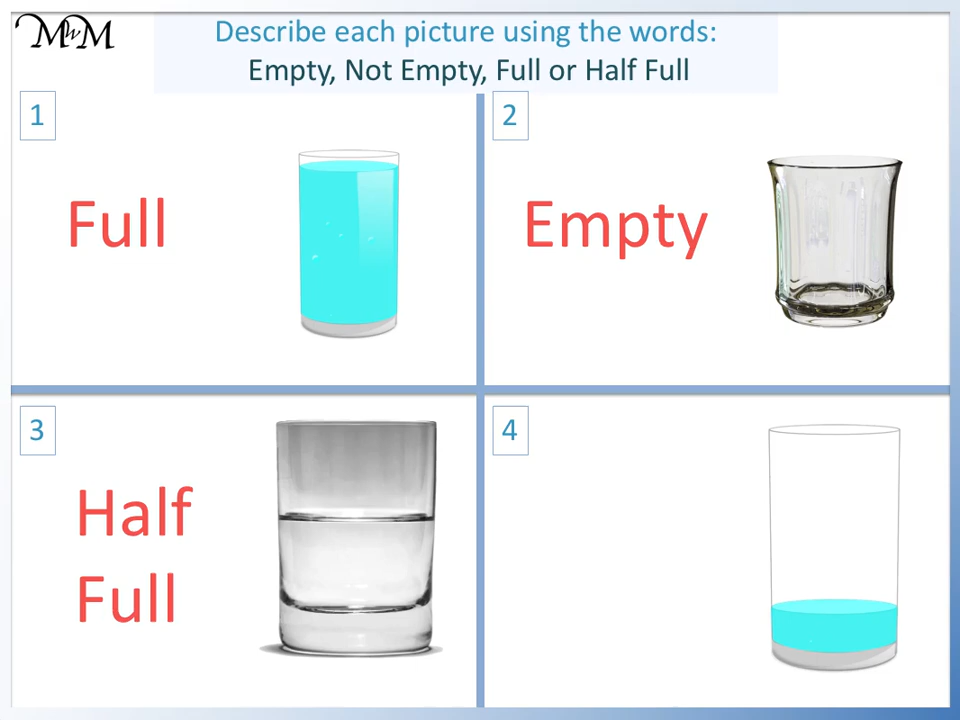 MwM
Describe each picture using the words:
Empty, Not Empty, Full or Half Full
1
Full
2
Empty
3
Half
Full
4